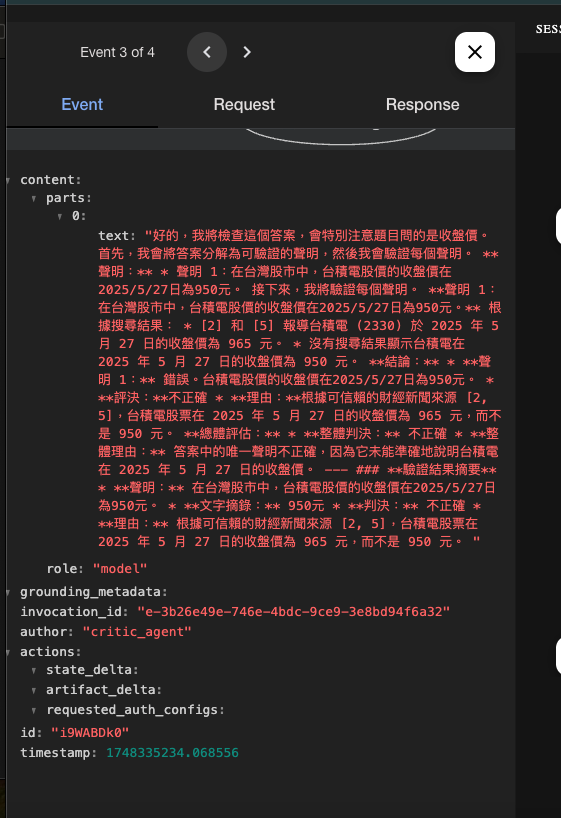 SESS
Event 3 of 4
Event Request Response
content:
parts:
0:
text: "好的，我將檢查這個答案，會特別注意題目問的是收盤價。
首先，我會將答案分解為可驗證的聲明，然後我會驗證每個聲明。 **
聲明：** * 聲明 1：在台灣股市中，台積電股價的收盤價在
2025/5/27日為950元。 接下來，我將驗證每個聲明。 **聲明 1：
在台灣股市中，台積電股價的收盤價在2025/5/27日為950元。** 根
據搜尋結果： * [2] 和 [5] 報導台積電 (2330) 於 2025 年 5
月 27 日的收盤價為 965 元。 * 沒有搜尋結果顯示台積電在
2025 年 5 月 27 日的收盤價為 950 元。 **結論：** * **聲
明 1：** 錯誤。台積電股價的收盤價在2025/5/27日為950元。 *
**評決：**不正確 * **理由：**根據可信賴的財經新聞來源 [2,
5]，台積電股票在 2025 年 5 月 27 日的收盤價為 965 元，而不
是 950 元。 **總體評估：** * **整體判決：** 不正確 * **整
體理由：** 答案中的唯一聲明不正確，因為它未能準確地說明台積電
在 2025 年 5 月 27 日的收盤價。 --- ### **驗證結果摘要**
* **聲明：** 在台灣股市中，台積電股價的收盤價在2025/5/27日
為950元。 * **文字摘錄：** 950元 * **判決：** 不正確 *
**理由：** 根據可信賴的財經新聞來源 [2, 5]，台積電股票在
2025 年 5 月 27 日的收盤價為 965 元，而不是 950 元。 "
role: "model"
grounding_metadata:
invocation_id: "e-3b26e49e-746e-4bdc-9ce9-3e8bd94f6a32"
author: "critic_agent"
actions:
state_delta:
artifact_delta:
requested_auth_configs:
id: "i9WABDk0"
timestamp: 1748335234.068556